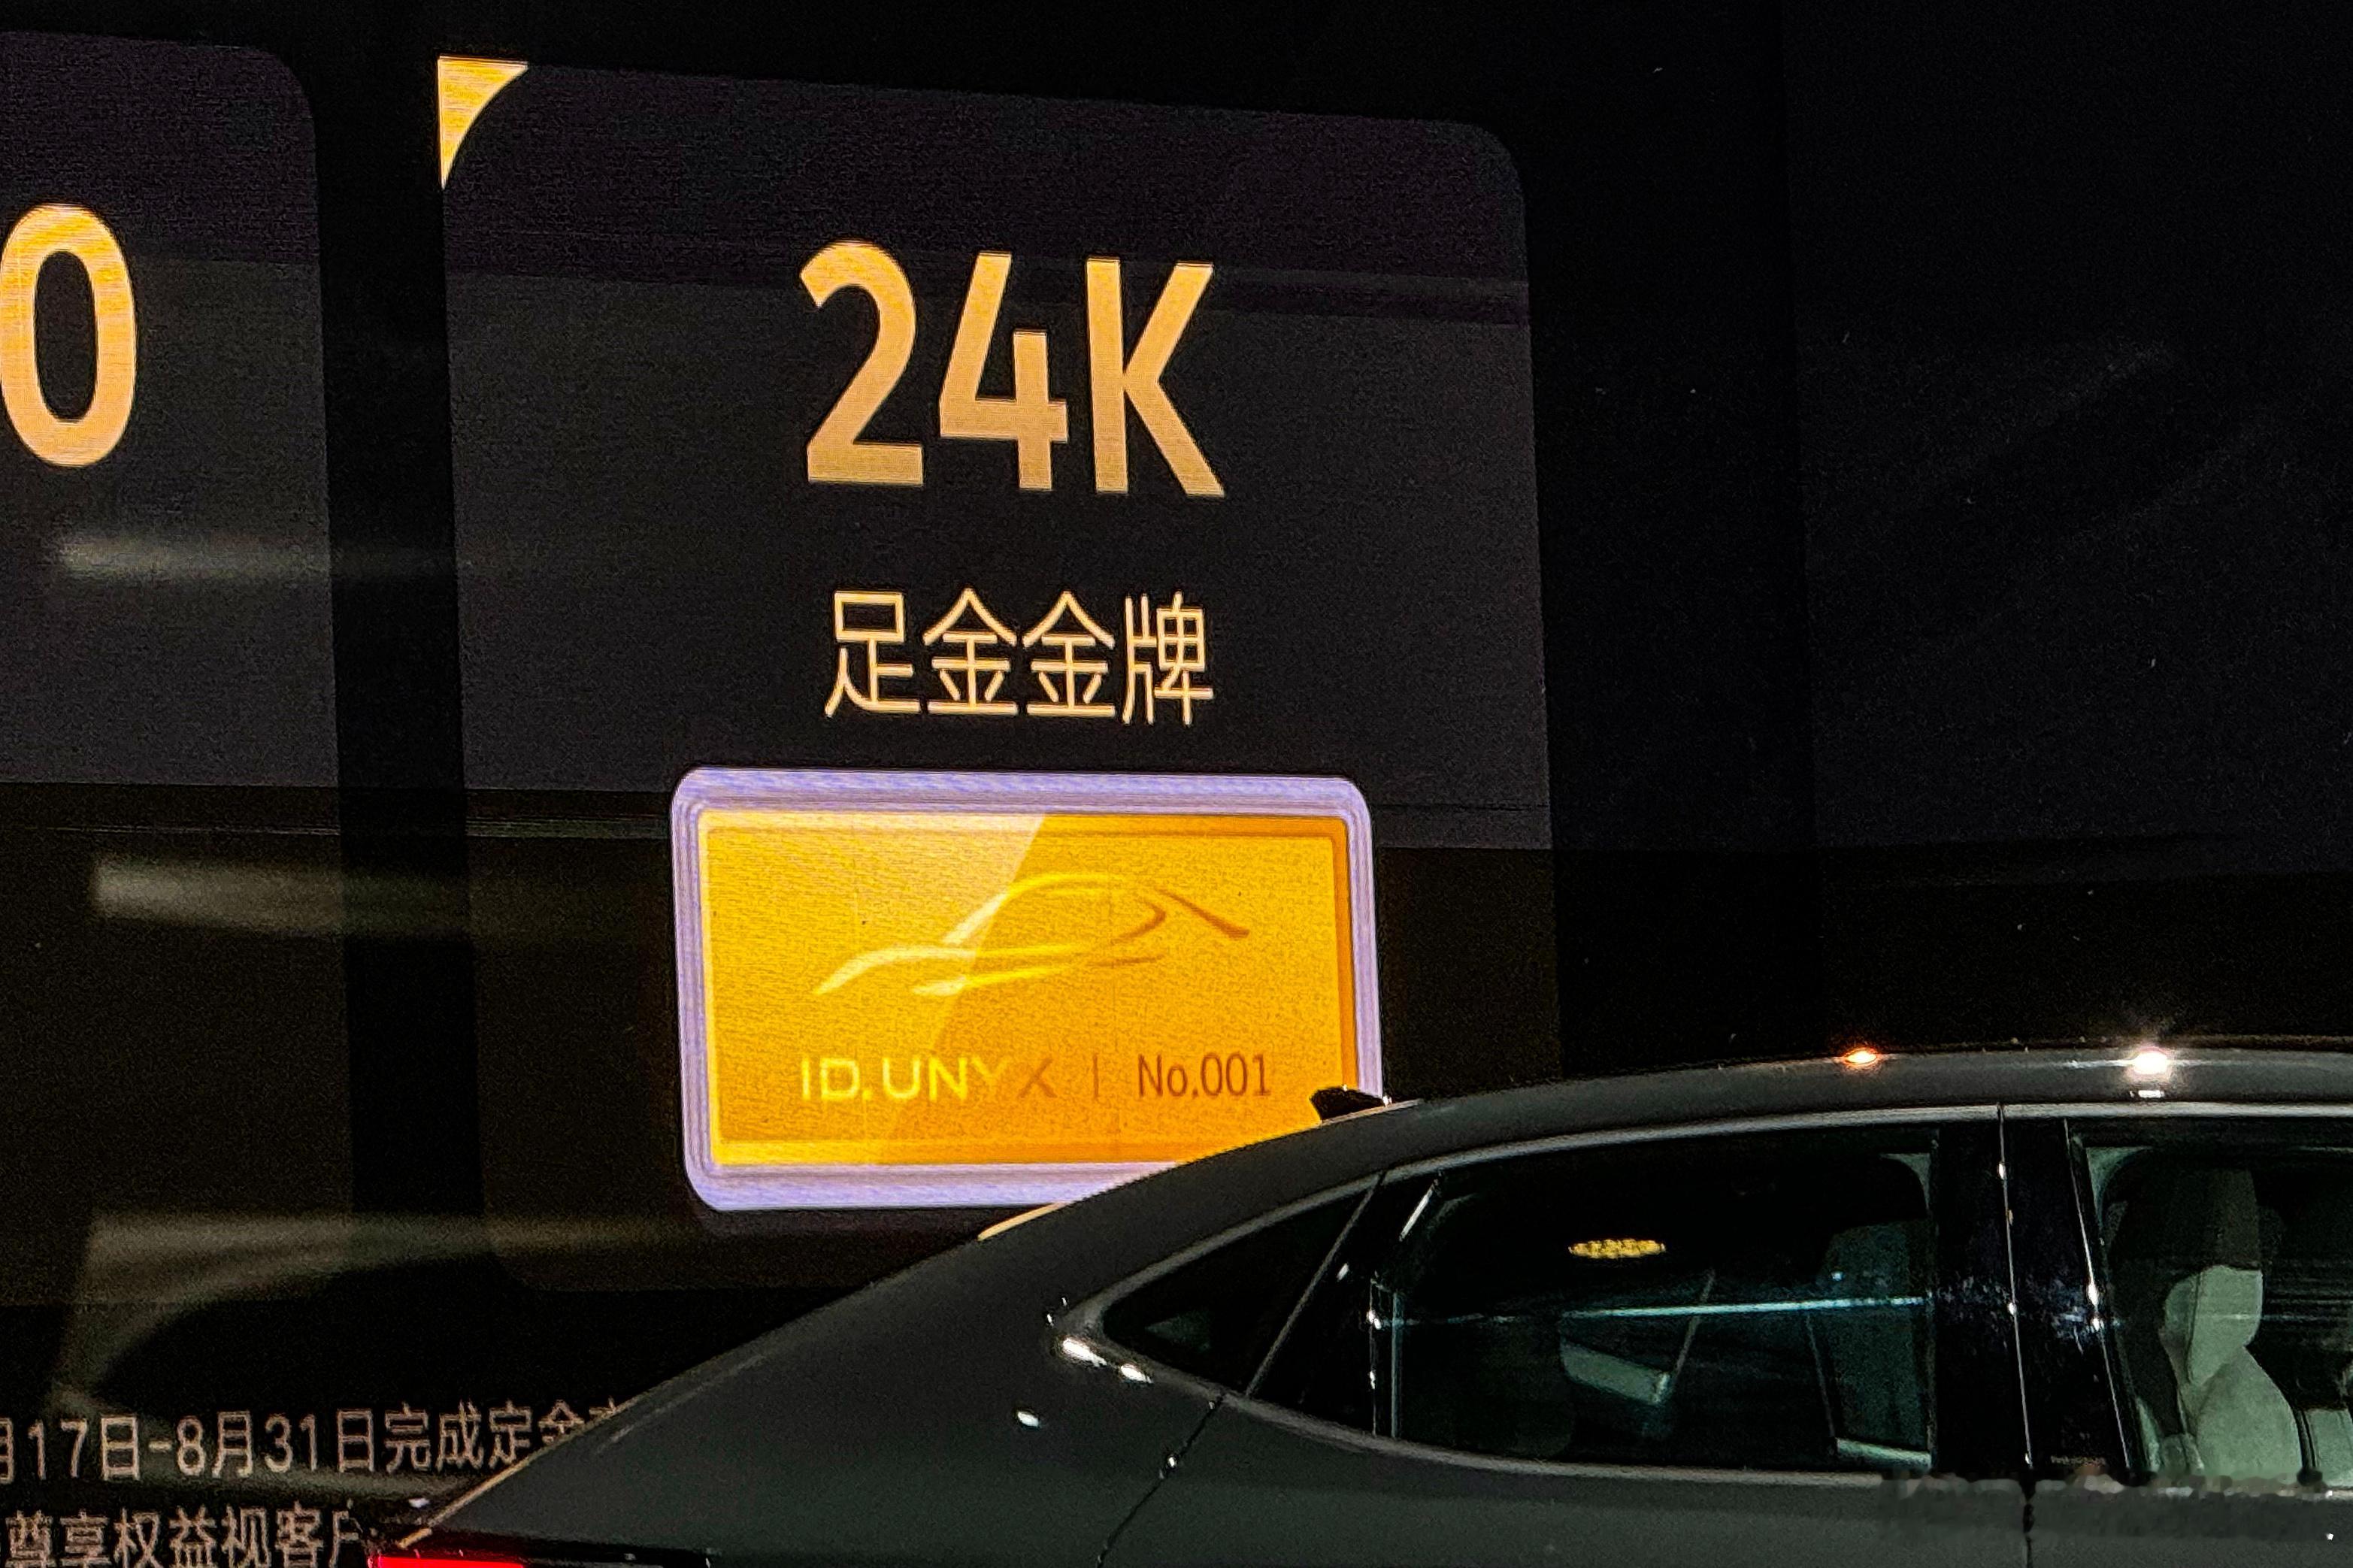 0
24K
足金金牌
ID.UNYX | No.001
月17日-8月31日完成定金
尊享权益视客户